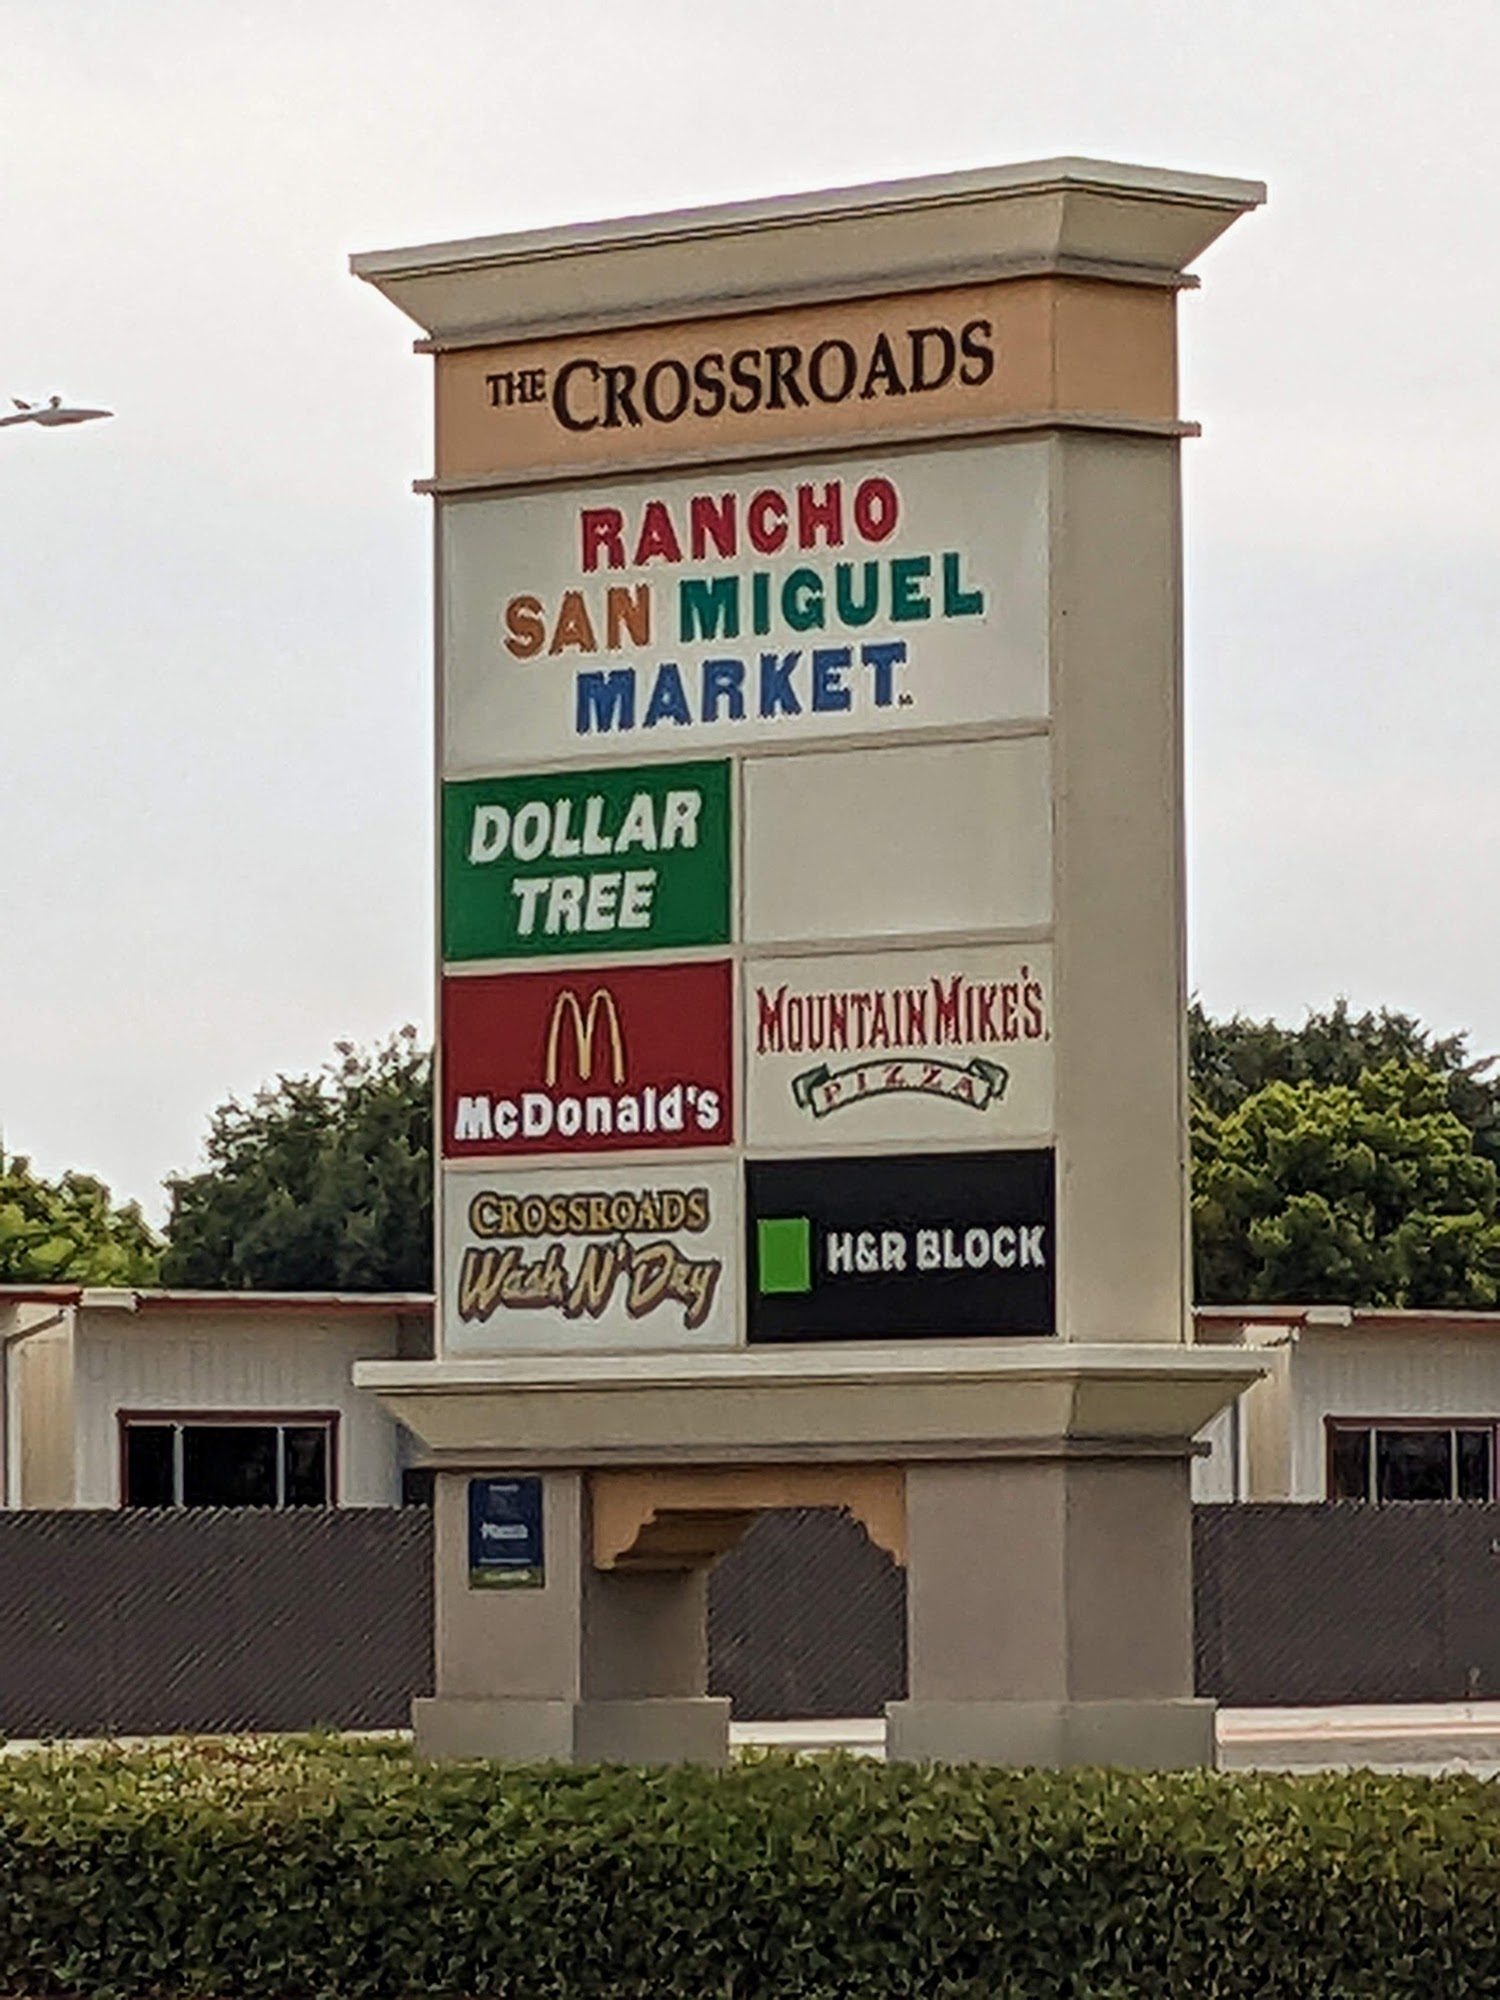 THE CROSSROADS
RANCHO
SAN MIGUEL
MARKET
DOLLAR
TREE
McDonald's
MOUNTAIN MIKE'S
PIZZA
CROSSROADS
Wash N' Dry
H&R BLOCK